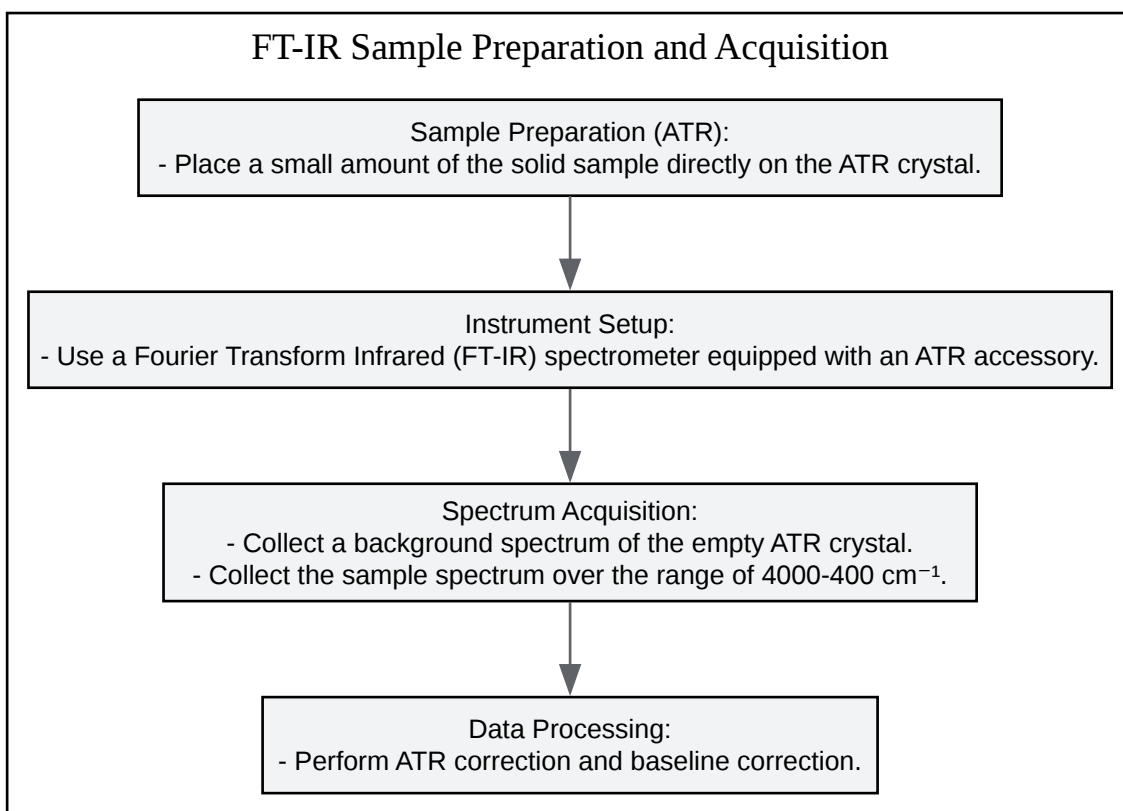 FT-IR Sample Preparation and Acquisition
Sample Preparation (ATR):
- Place a small amount of the solid sample directly on the ATR crystal.
Instrument Setup:
- Use a Fourier Transform Infrared (FT-IR) spectrometer equipped with an ATR accessory.
Spectrum Acquisition:
- Collect a background spectrum of the empty ATR crystal.
- Collect the sample spectrum over the range of 4000-400 cm⁻¹.
Data Processing:
- Perform ATR correction and baseline correction.